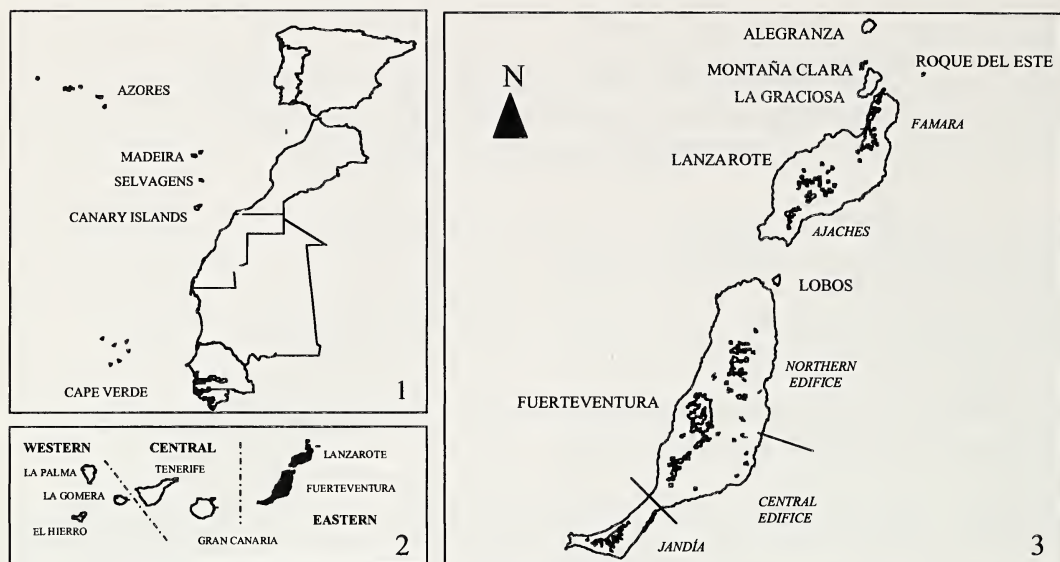 AZORES
MADEIRA
SELVAGENS
CANARY ISLANDS
CAPE VERDE
1
WESTERN
CENTRAL
LA PALMA
TENERIFE
LANZAROTE
LA GOMERA
FUERTEVENTURA
EL HIERRO
EASTERN
GRAN CANARIA
2
ALEGRANZA
N
MONTAÑA CLARA
ROQUE DEL ESTE
LA GRACIOSA
FAMARA
LANZAROTE
AJACHES
LOBOS
NORTHERN
EDIFICE
FUERTEVENTURA
CENTRAL
EDIFICE
JANDÍA
3